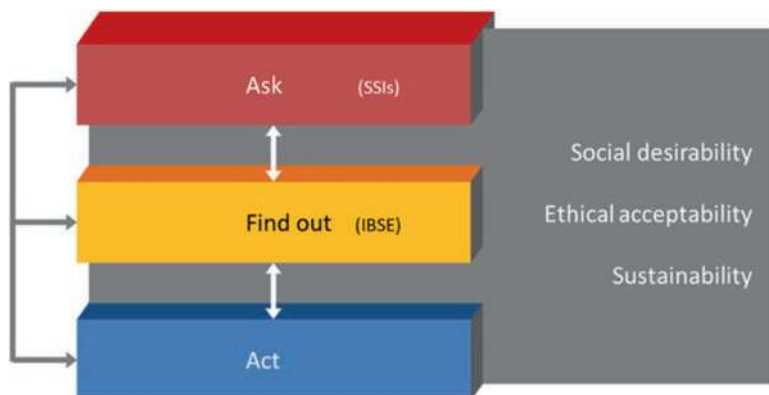 Ask (SSIs)
Find out (IBSE)
Act
Social desirability
Ethical acceptability
Sustainability